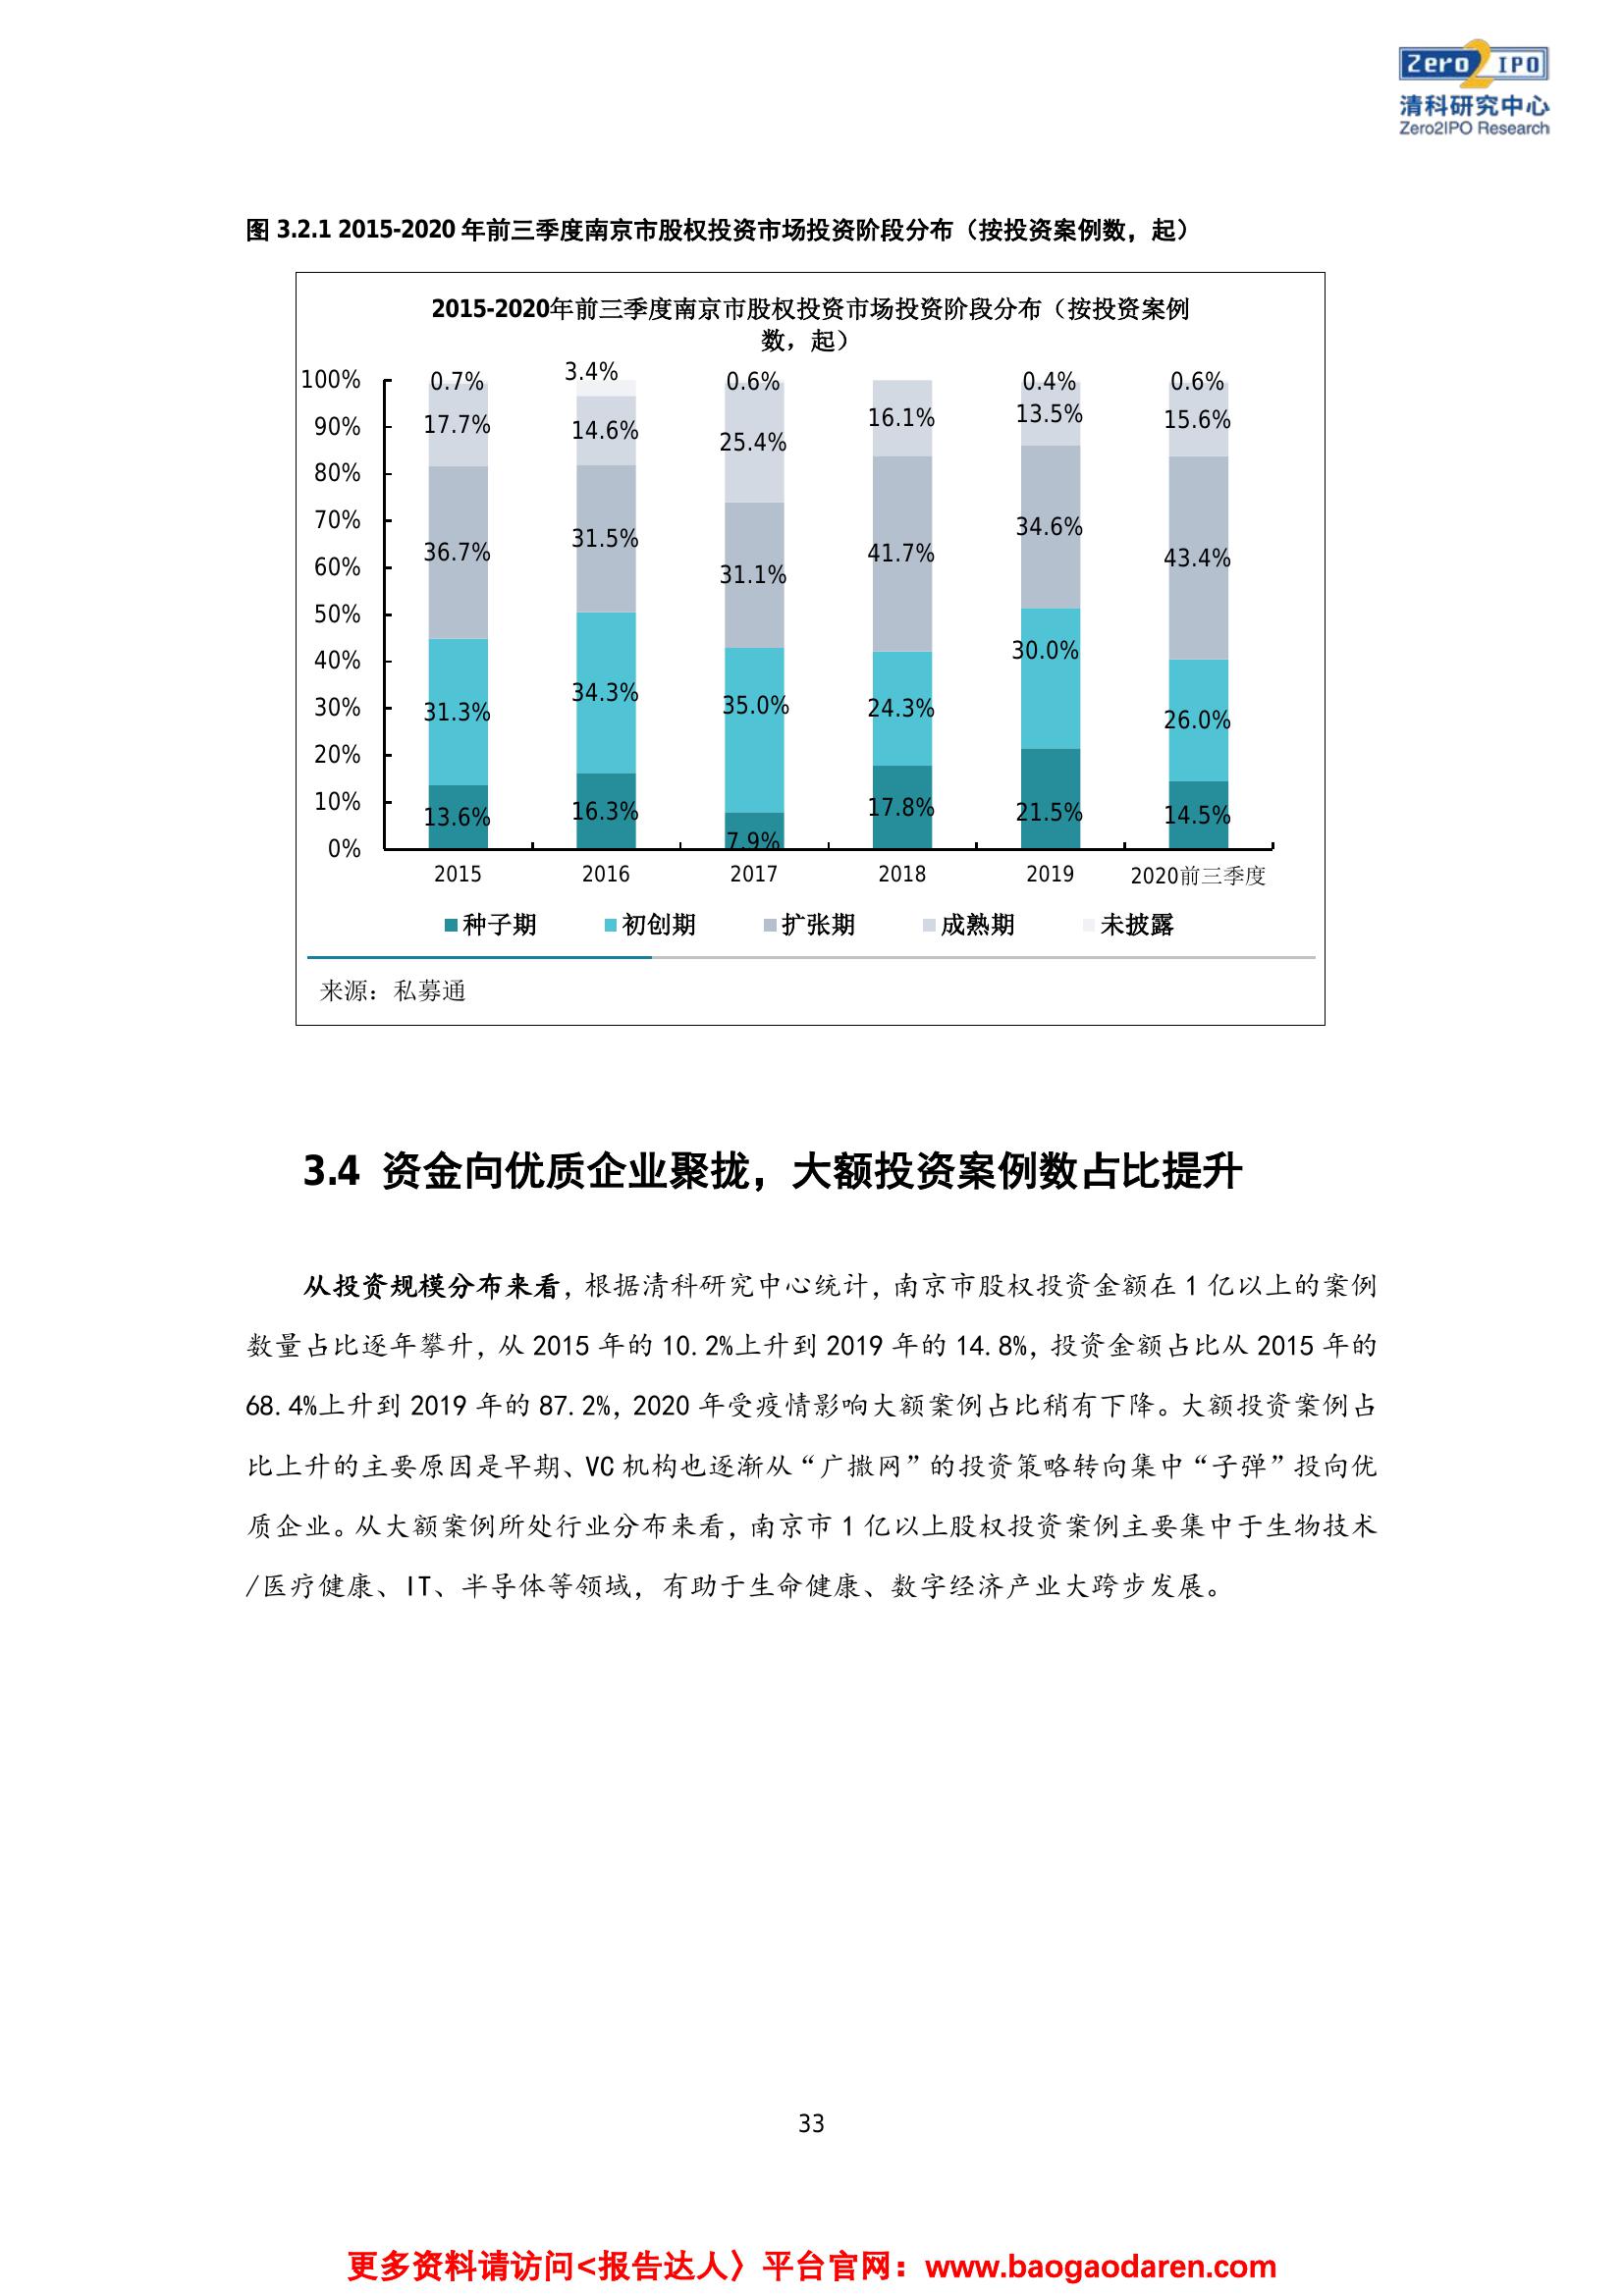 Zero2IPO
清科研究中心
Zero2IPO Research
图 3.2.1 2015-2020 年前三季度南京市股权投资市场投资阶段分布（按投资案例数，起）
2015-2020年前三季度南京市股权投资市场投资阶段分布（按投资案例
数，起）
100% 0.7% 3.4% 0.6% 0.4% 0.6%
90% 17.7% 14.6% 25.4% 16.1% 13.5% 15.6%
80%
70% 36.7% 31.5% 31.1% 41.7% 34.6% 43.4%
60%
50%
40% 31.3% 34.3% 35.0% 24.3% 30.0% 26.0%
30%
20%
10% 13.6% 16.3% 7.9% 17.8% 21.5% 14.5%
0%
2015 2016 2017 2018 2019 2020前三季度
种子期 初创期 扩张期 成熟期 未披露
来源：私募通
3.4 资金向优质企业聚拢，大额投资案例数占比提升
从投资规模分布来看，根据清科研究中心统计，南京市股权投资金额在 1 亿以上的案例
数量占比逐年攀升，从 2015 年的 10.2%上升到 2019 年的 14.8%，投资金额占比从 2015 年的
68.4%上升到 2019 年的 87.2%，2020 年受疫情影响大额案例占比稍有下降。大额投资案例占
比上升的主要原因是早期、VC 机构也逐渐从“广撒网”的投资策略转向集中“子弹”投向优
质企业。从大额案例所处行业分布来看，南京市 1 亿以上股权投资案例主要集中于生物技术
/医疗健康、IT、半导体等领域，有助于生命健康、数字经济产业大跨步发展。
33
更多资料请访问<报告达人〉平台官网：www.baogaodaren.com